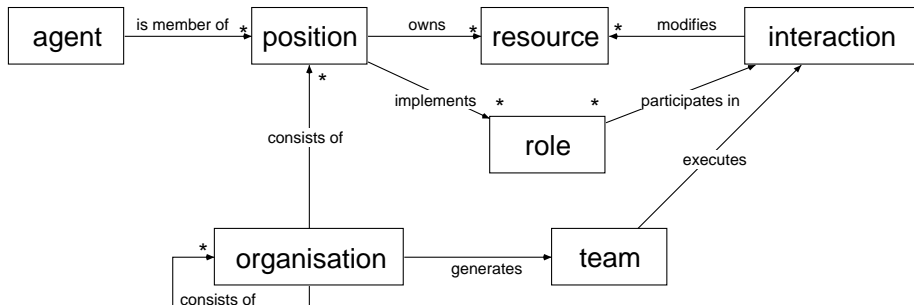 agent is member of * position owns * resource * modifies interaction
*
implements * * participates in
consists of role executes
* organisation generates team
consists of